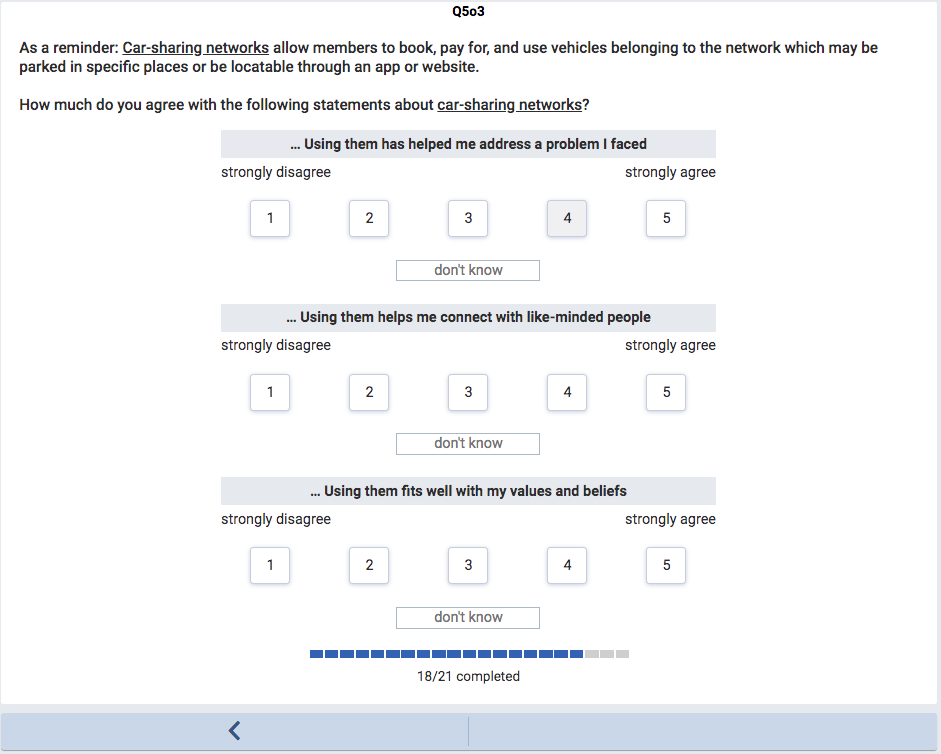 Q5o3
As a reminder: Car-sharing networks allow members to book, pay for, and use vehicles belonging to the network which may be
parked in specific places or be locatable through an app or website.
How much do you agree with the following statements about car-sharing networks?
... Using them has helped me address a problem I faced
strongly disagree strongly agree
1 2 3 4 5
don't know
... Using them helps me connect with like-minded people
strongly disagree strongly agree
1 2 3 4 5
don't know
... Using them fits well with my values and beliefs
strongly disagree strongly agree
1 2 3 4 5
don't know
18/21 completed